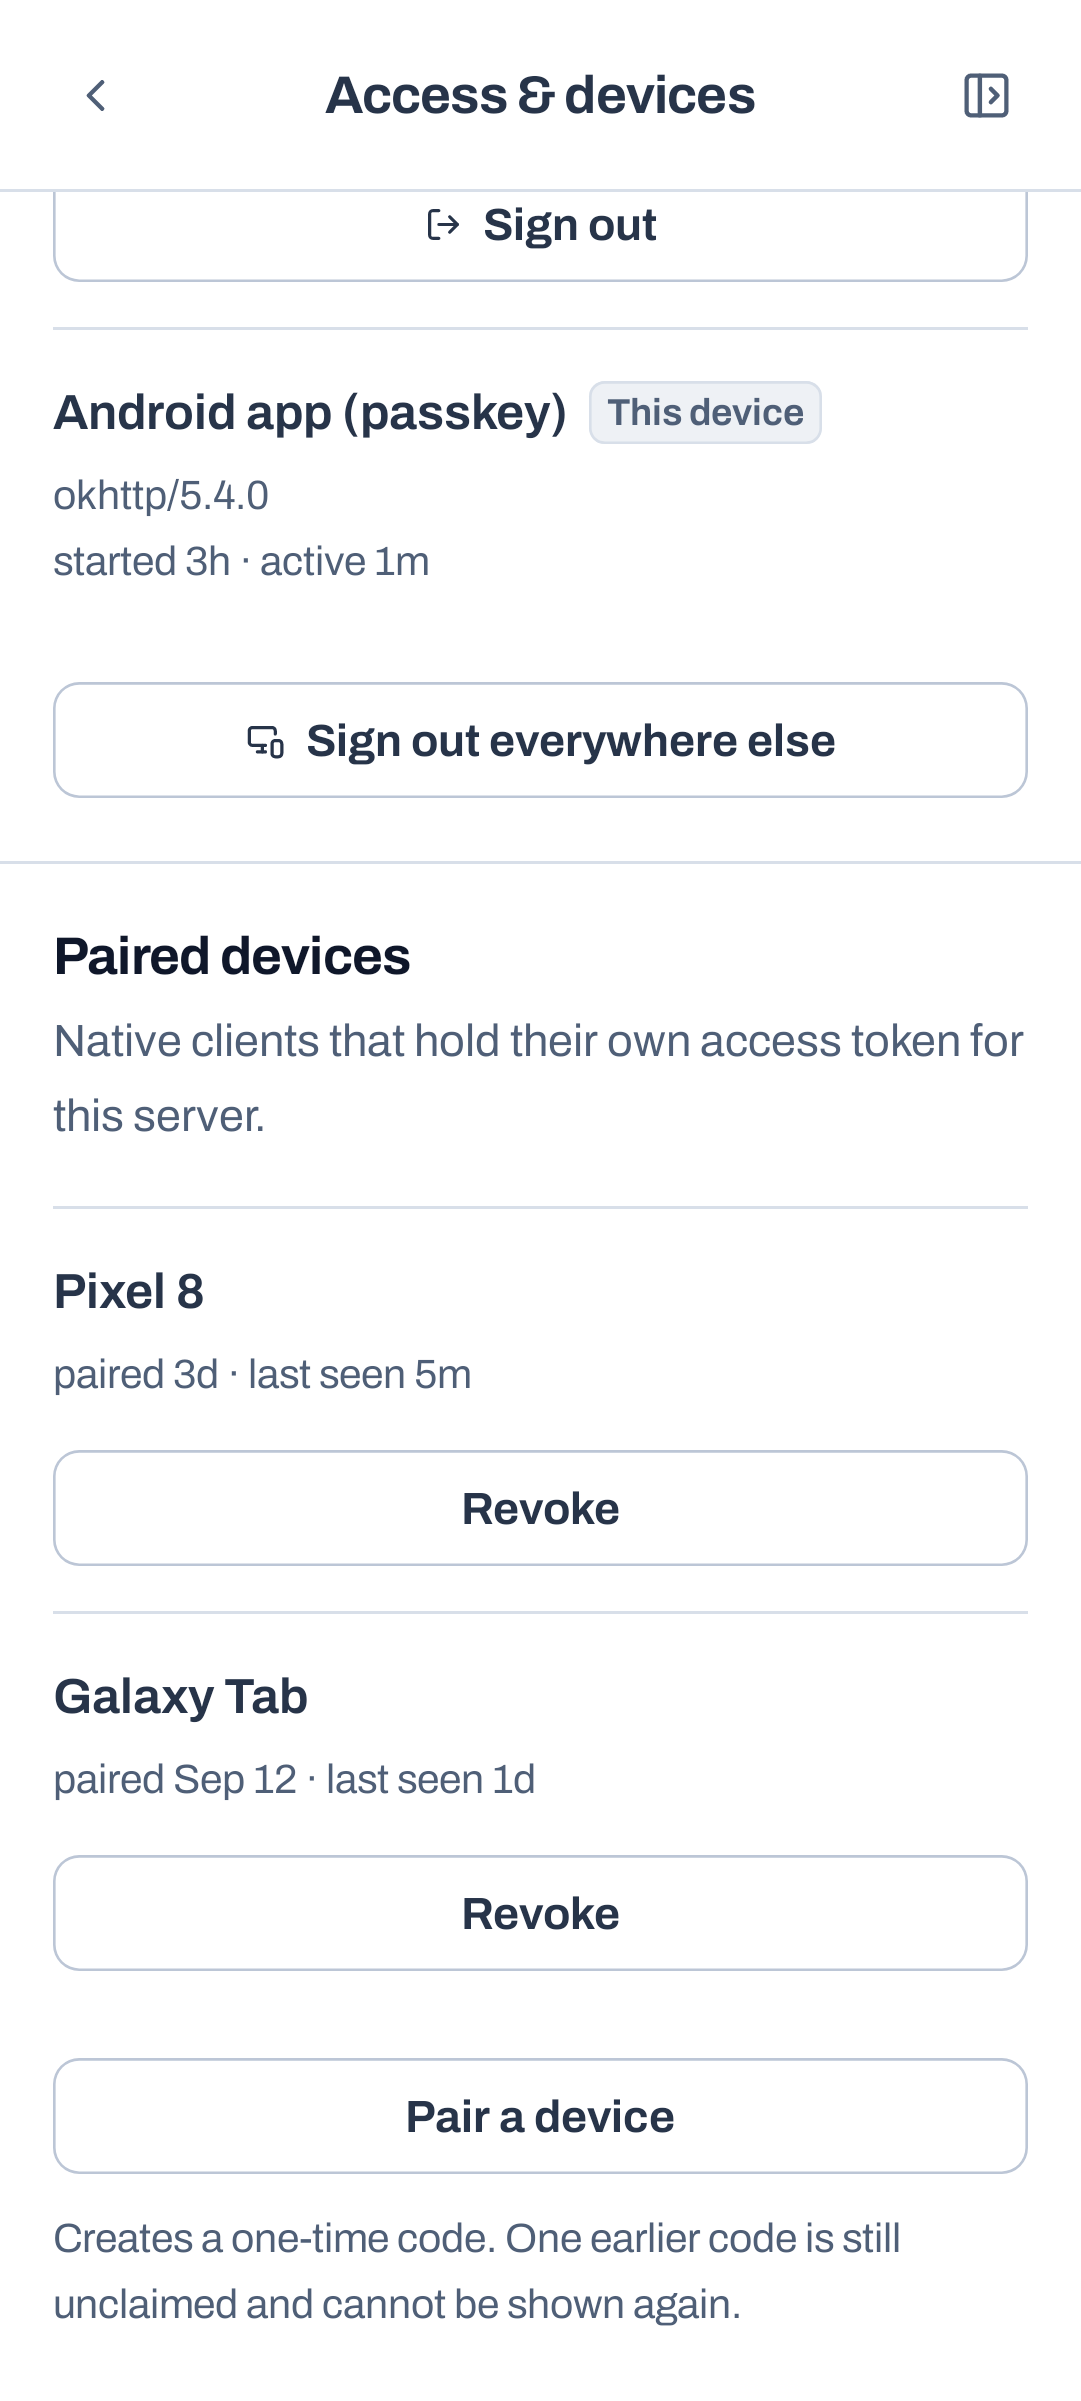 Access & devices
Sign out
Android app (passkey) This device
okhttp/5.4.0
started 3h · active 1m
Sign out everywhere else
Paired devices
Native clients that hold their own access token for
this server.
Pixel 8
paired 3d · last seen 5m
Revoke
Galaxy Tab
paired Sep 12 · last seen 1d
Revoke
Pair a device
Creates a one-time code. One earlier code is still
unclaimed and cannot be shown again.